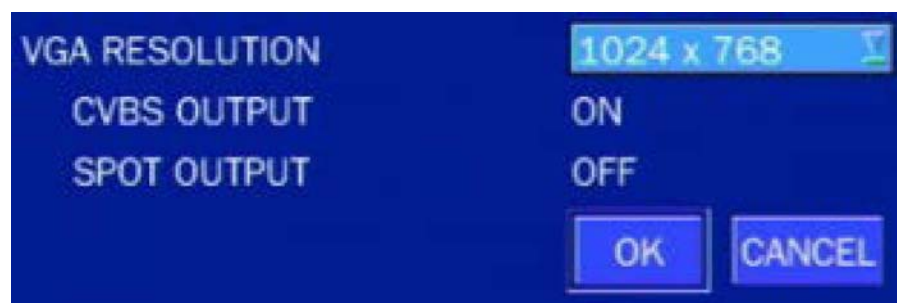 VGA RESOLUTION 1024 x 768
CVBS OUTPUT ON
SPOT OUTPUT OFF
OK CANCEL